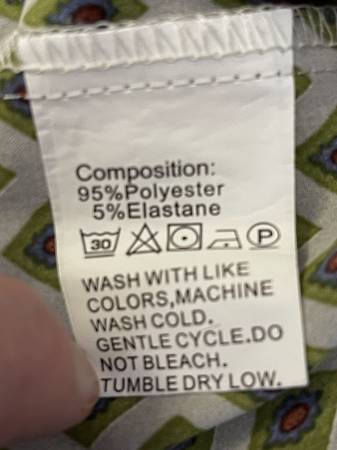 Composition:
95%Polyester
5%Elastane
30 P
WASH WITH LIKE
COLORS,MACHINE
WASH COLD.
GENTLE CYCLE.DO
NOT BLEACH.
TUMBLE DRY LOW.